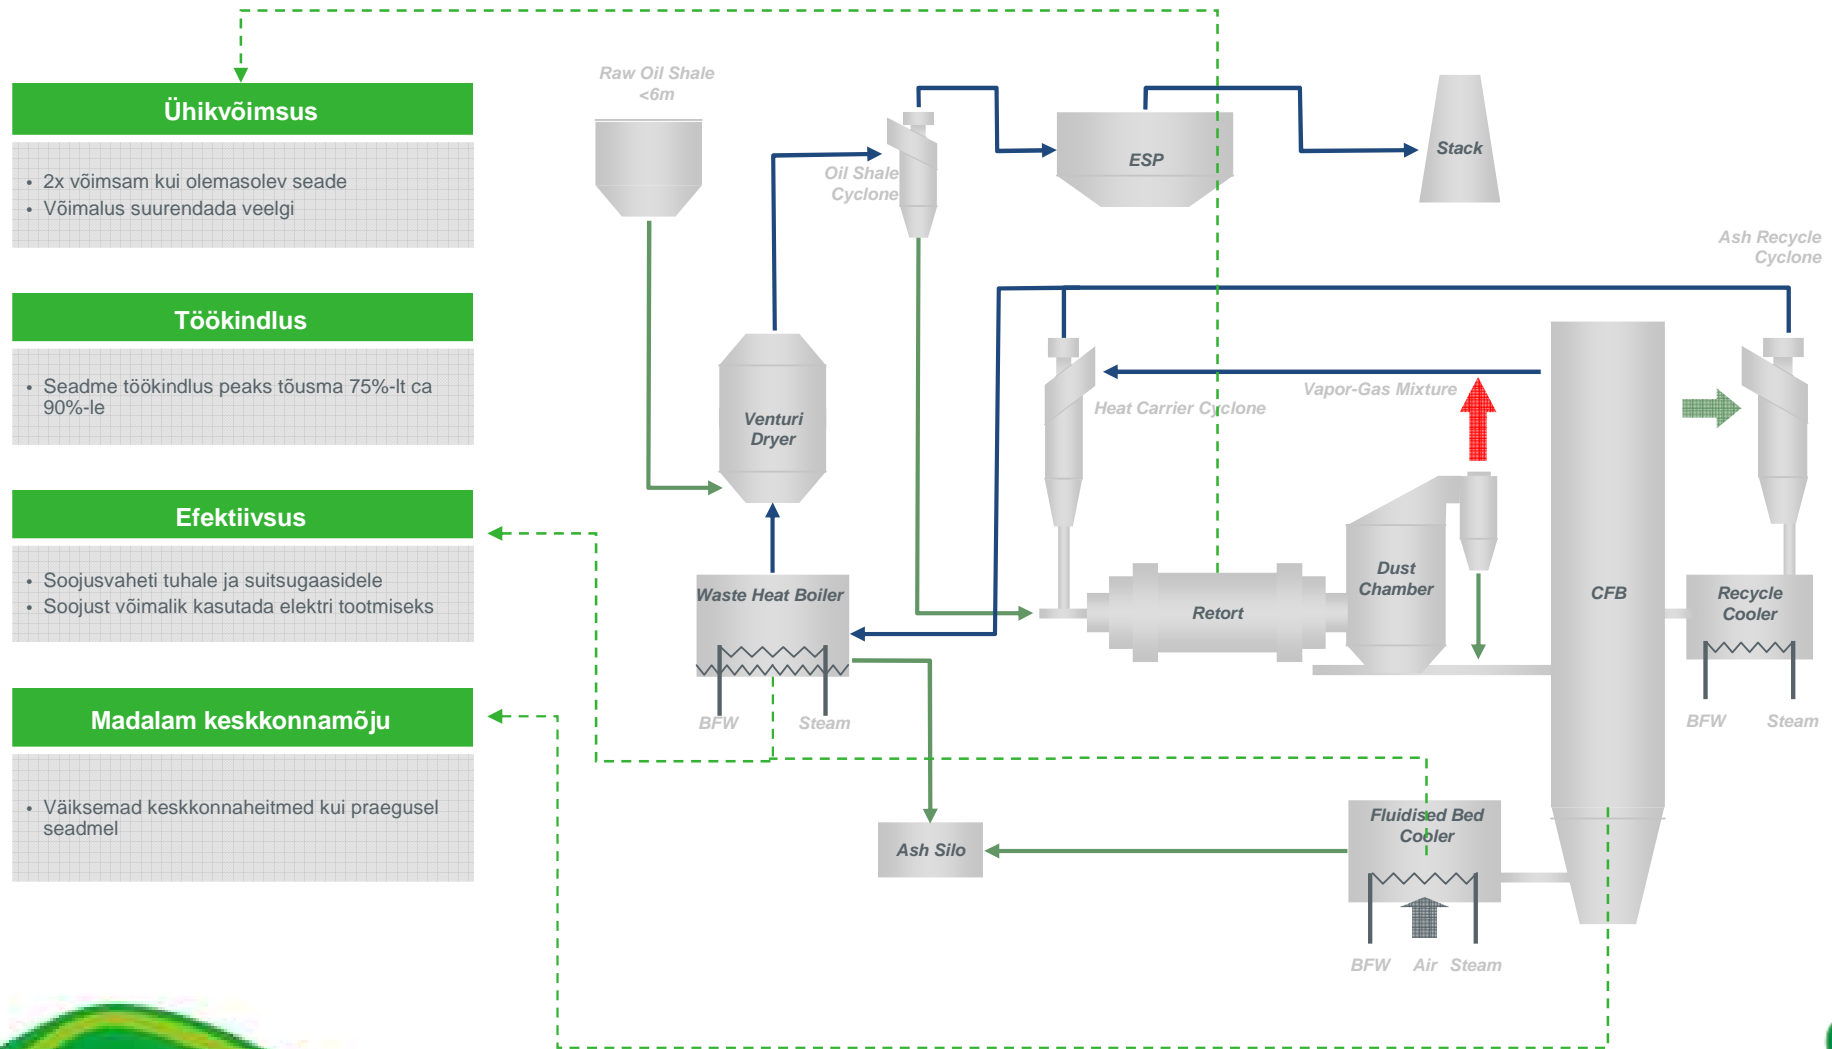 Ühikvõimsus
• 2x võimsam kui olemasolev seade
• Võimalus suurendada veelgi
Töökindlus
• Seadme töökindlus peaks tõusma 75%-lt ca
90%-le
Efektiivsus
• Soojusvaheti tuhale ja suitsugaasidele
• Soojust võimalik kasutada elektri tootmiseks
Madalam keskkonnamõju
• Väiksemad keskkonnaheitmed kui praegusel
seadmel
Raw Oil Shale
<6m
Oil Shale
Cyclone
ESP
Stack
Ash Recycle
Cyclone
Venturi
Dryer
Heat Carrier Cyclone
Vapor-Gas Mixture
Waste Heat Boiler
BFW
Steam
Retort
Dust
Chamber
CFB
Recycle
Cooler
BFW
Steam
Ash Silo
Fluidised Bed
Cooler
BFW
Air
Steam